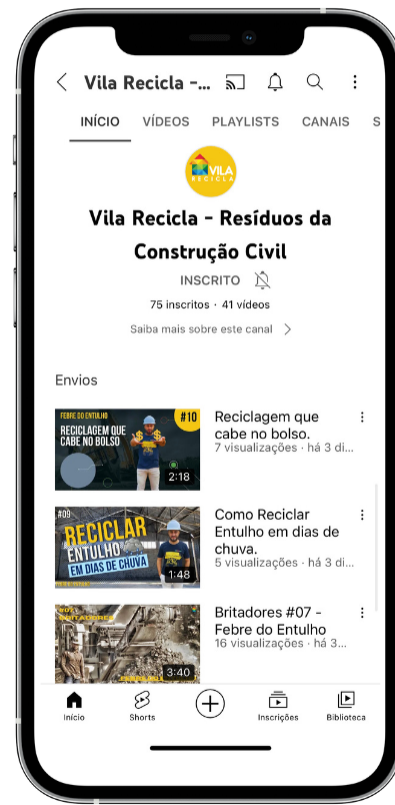 Vila Recicla -...
INÍCIO VÍDEOS PLAYLISTS CANAIS S
VILA
RECICLA
Vila Recicla - Resíduos da
Construção Civil
INSCRITO
75 inscritos · 41 vídeos
Saiba mais sobre este canal
Envios
FEBRE DO ENTULHO
#10
RECICLAGEM QUE
CABE NO BOLSO
2:18
Reciclagem que
cabe no bolso.
7 visualizações · há 3 di...
#09
RECICLAR
ENTULHO
EM DIAS DE CHUVA
1:48
Como Reciclar
Entulho em dias de
chuva.
5 visualizações · há 3 di...
#07
BRITADORES
3:40
Britadores #07 -
Febre do Entulho
16 visualizações · há 3...
Início Shorts Inscrições Biblioteca